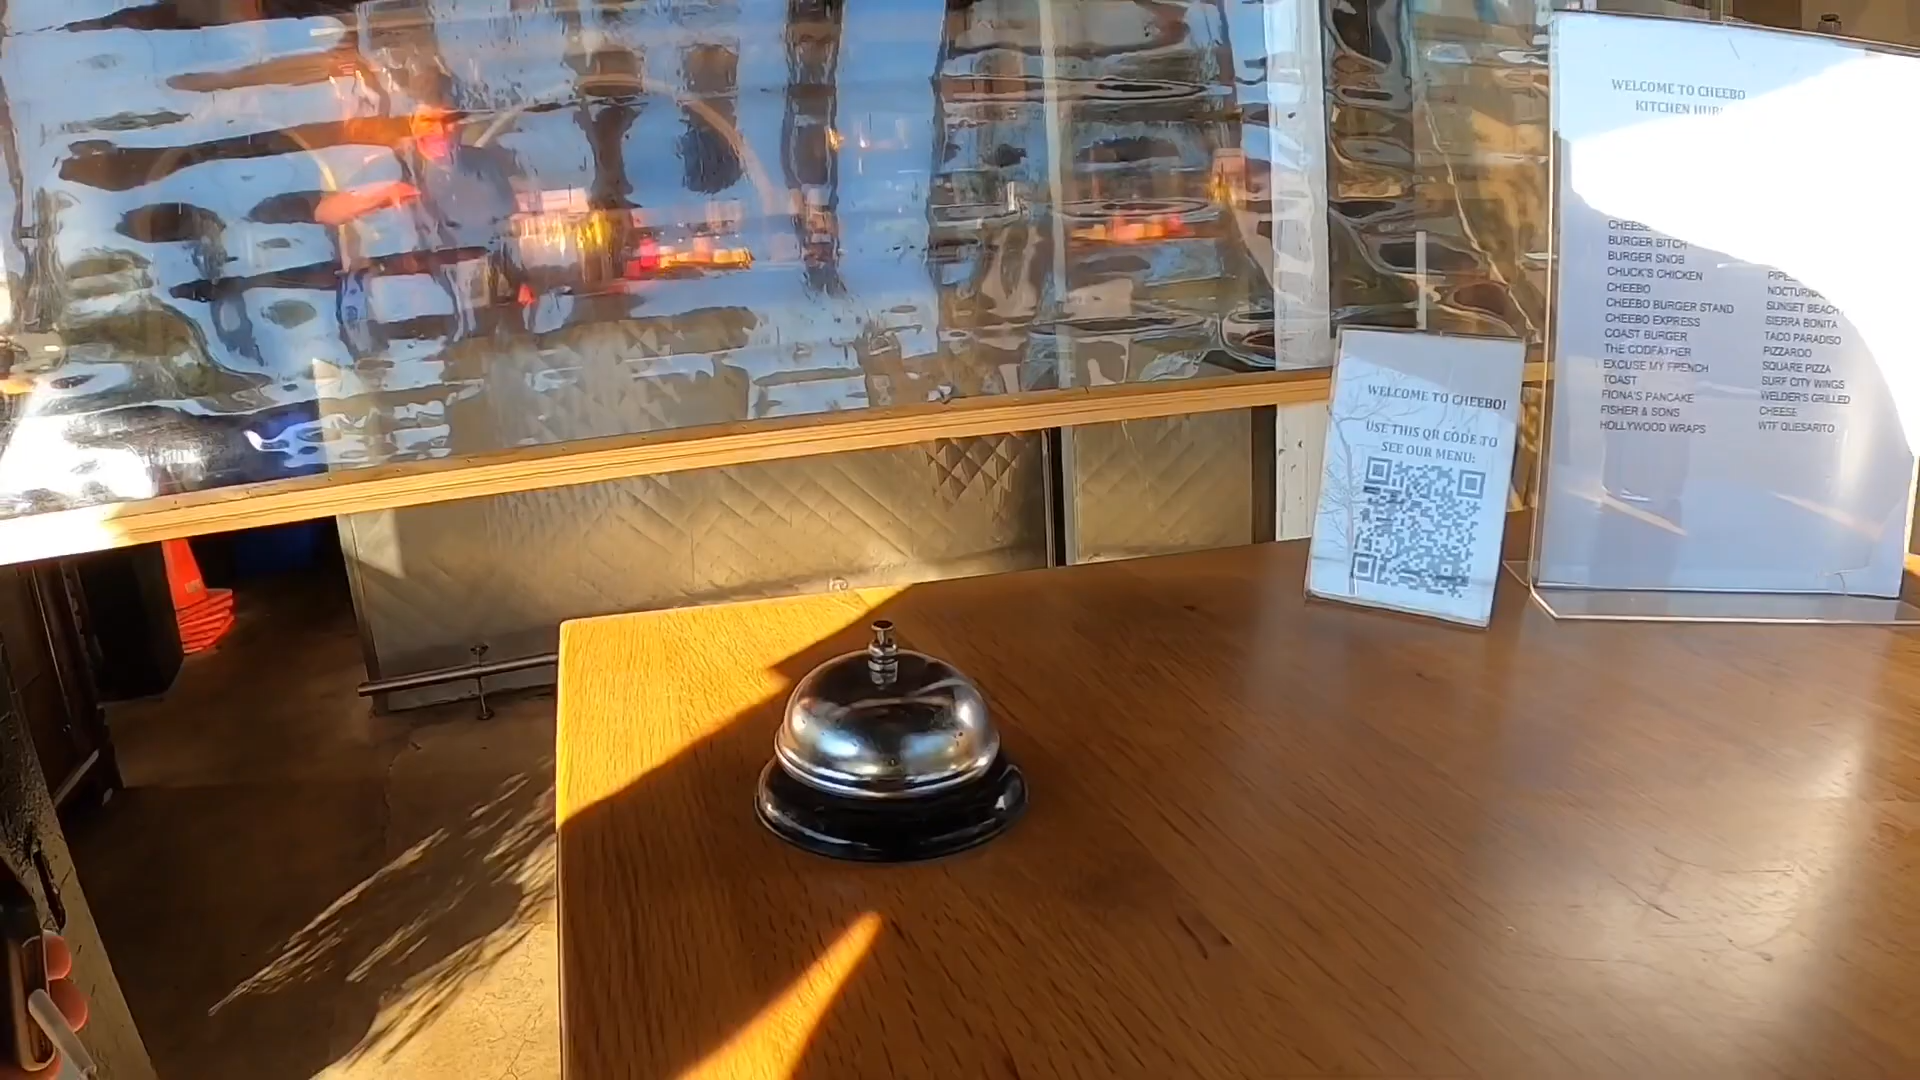 WELCOME TO CHEEBO
KITCHEN HUB
CHEESE
BURGER BITCH
BURGER SNOB
CHUCK'S CHICKEN
CHEEBO
CHEEBO BURGER STAND
CHEEBO EXPRESS
COAST BURGER
THE CODFATHER
EXCUSE MY FRENCH
TOAST
FIONA'S PANCAKE
FISHER & SONS
HOLLYWOOD WRAPS
NOCTURNAL
SUNSET BEACH
SIERRA BONITA
TACO PARADISO
PIZZAROO
SQUARE PIZZA
SURF CITY WINGS
WELDER'S GRILLED
CHEESE
WTF QUESARITO
WELCOME TO CHEEBO!
USE THIS QR CODE TO
SEE OUR MENU: